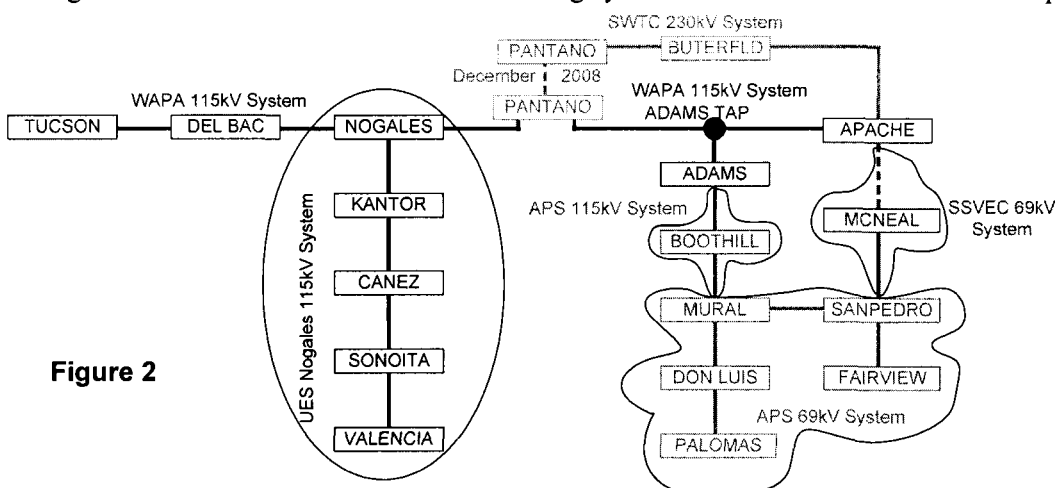 SWTC 230kV System
PANTANO
BUTERFLD
December 2008
WAPA 115kV System
PANTANO
WAPA 115kV System
ADAMS TAP
TUCSON
DEL BAC
NOGALES
APACHE
ADAMS
KANTOR
APS 115kV System
MCNEAL
SSVEC 69kV
System
BOOTHILL
UES Nogales 115kV System
CANEZ
MURAL
SANPEDRO
Figure 2
SONOITA
DON LUIS
FAIRVIEW
APS 69kV System
VALENCIA
PALOMAS